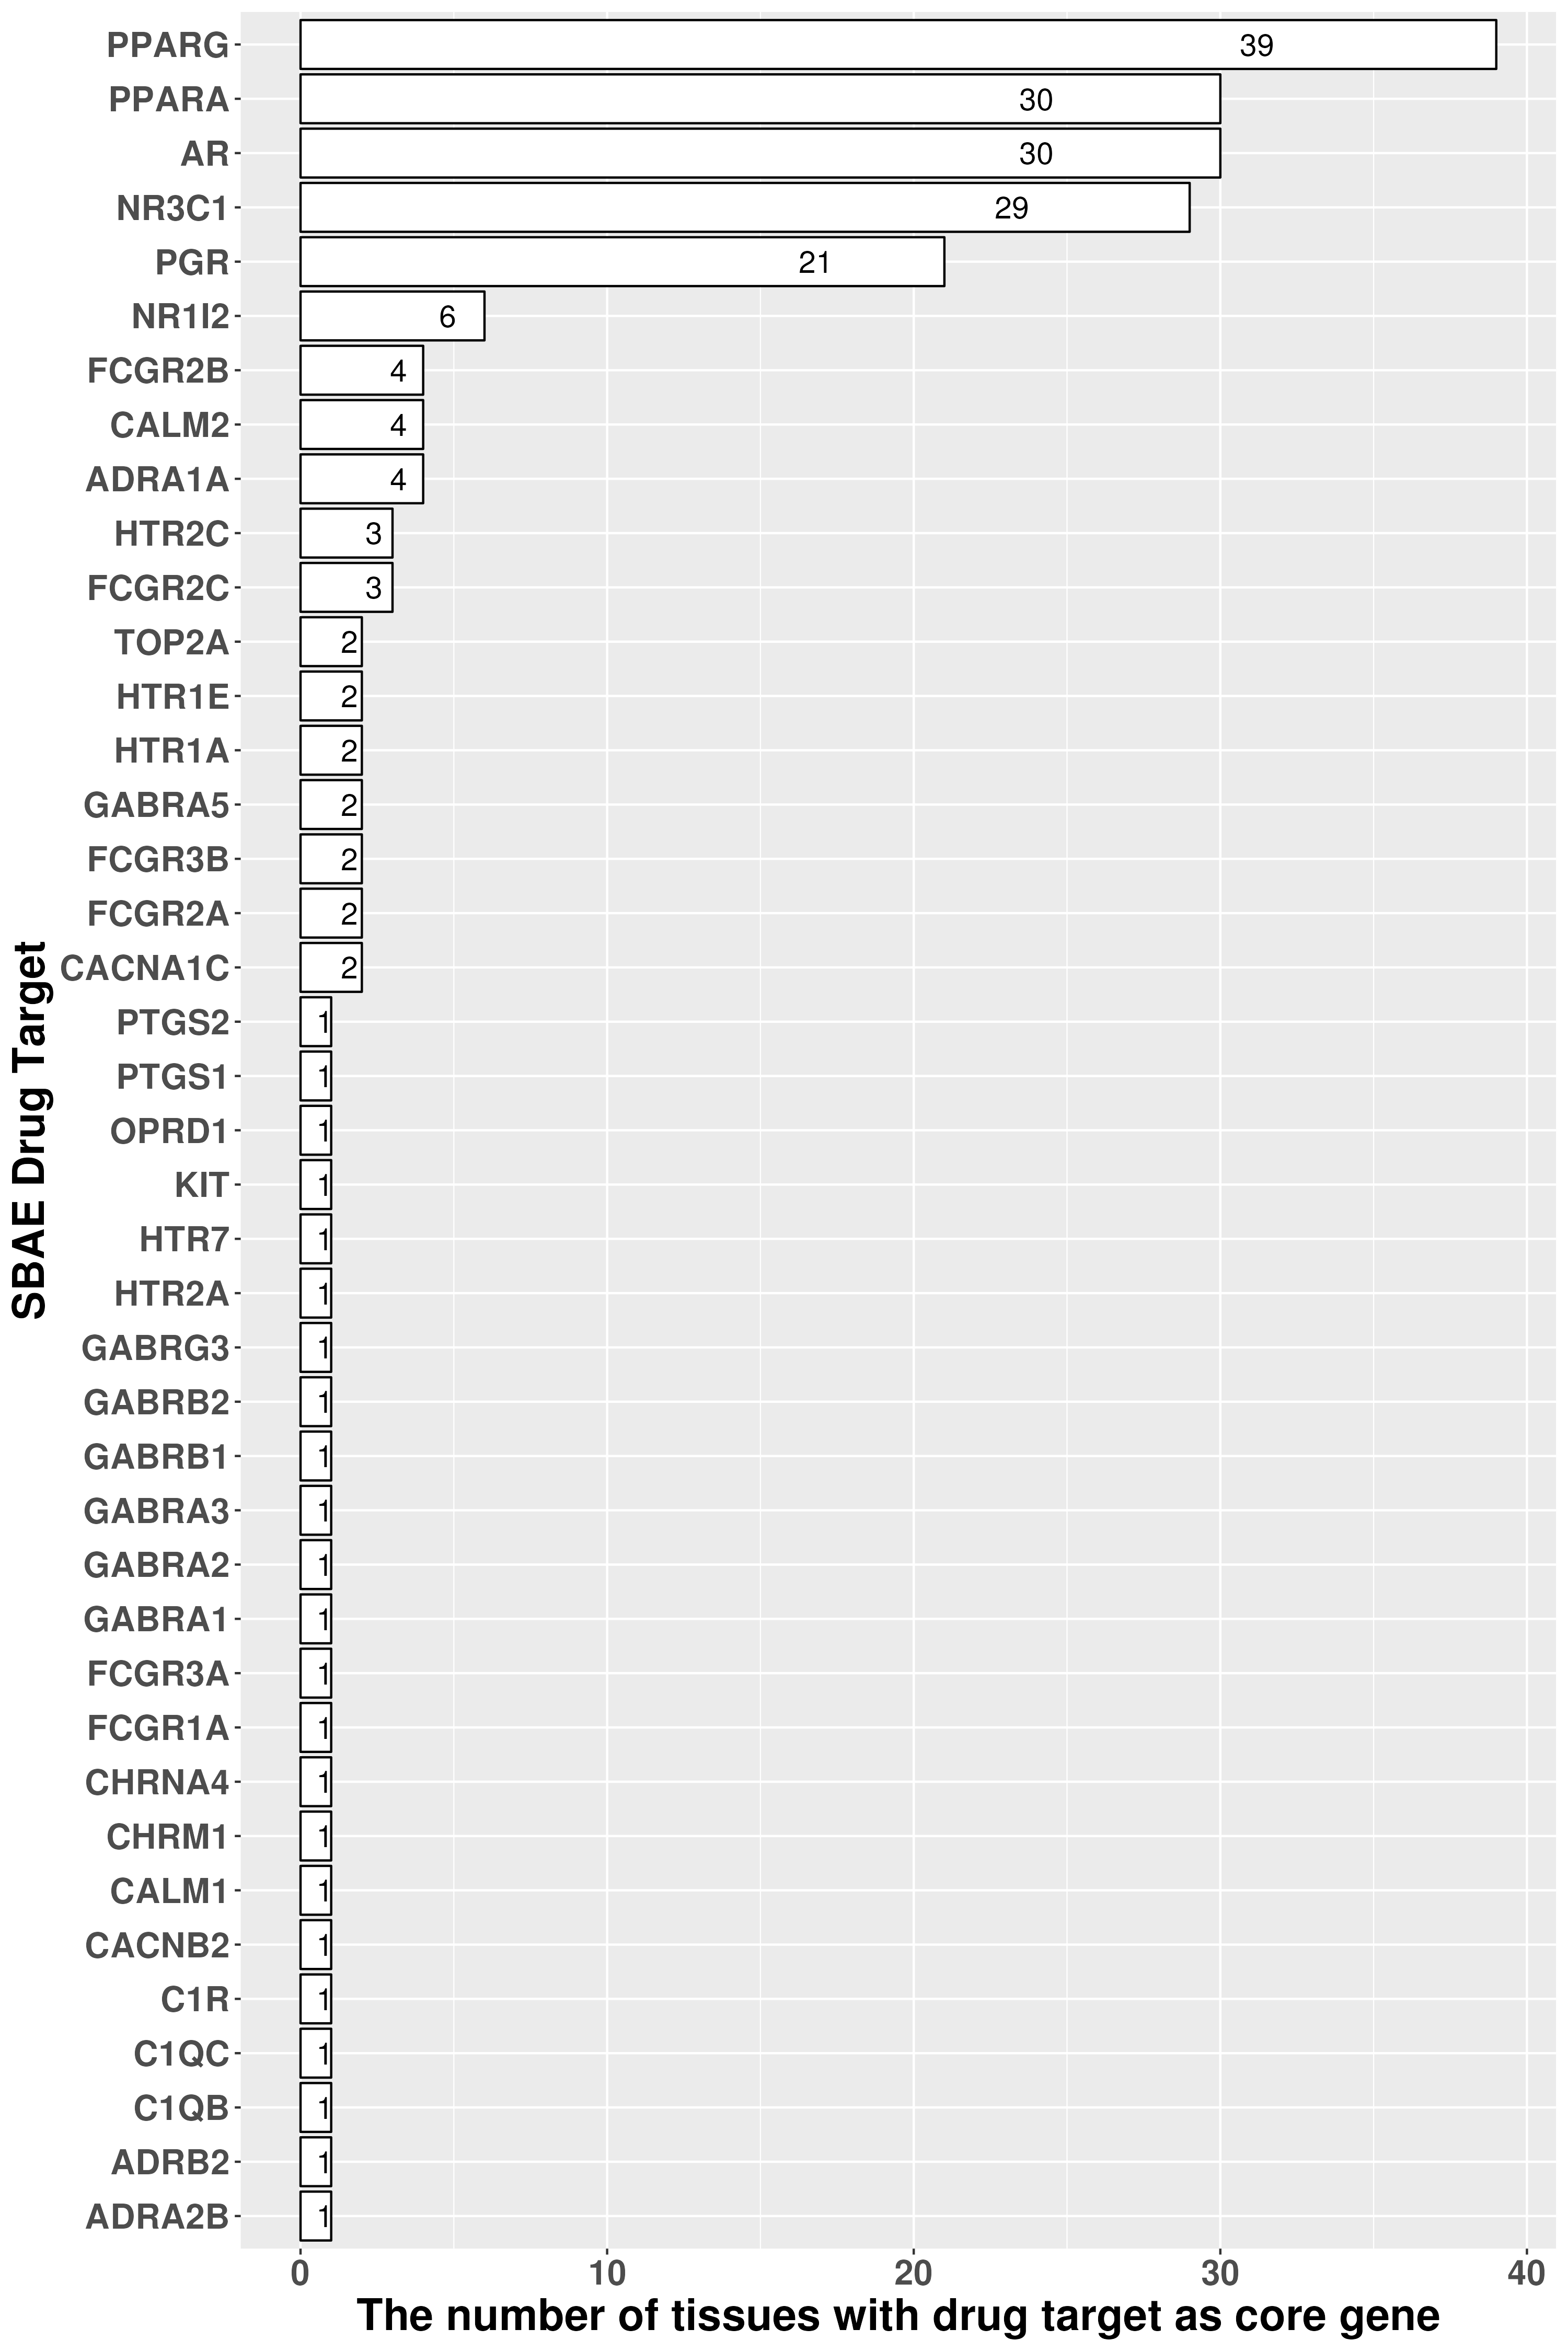 PPARG 39
PPARA 30
AR 30
NR3C1 29
PGR 21
NR1I2 6
FCGR2B 4
CALM2 4
ADRA1A 4
HTR2C 3
FCGR2C 3
TOP2A 2
HTR1E 2
HTR1A 2
GABRA5 2
FCGR3B 2
FCGR2A 2
CACNA1C 2
PTGS2 1
PTGS1 1
OPRD1 1
KIT 1
HTR7 1
HTR2A 1
GABRG3 1
GABRB2 1
GABRB1 1
GABRA3 1
GABRA2 1
GABRA1 1
FCGR3A 1
FCGR1A 1
CHRNA4 1
CHRM1 1
CALM1 1
CACNB2 1
C1R 1
C1QC 1
C1QB 1
ADRB2 1
ADRA2B 1
SBAE Drug Target
0 10 20 30 40
The number of tissues with drug target as core gene